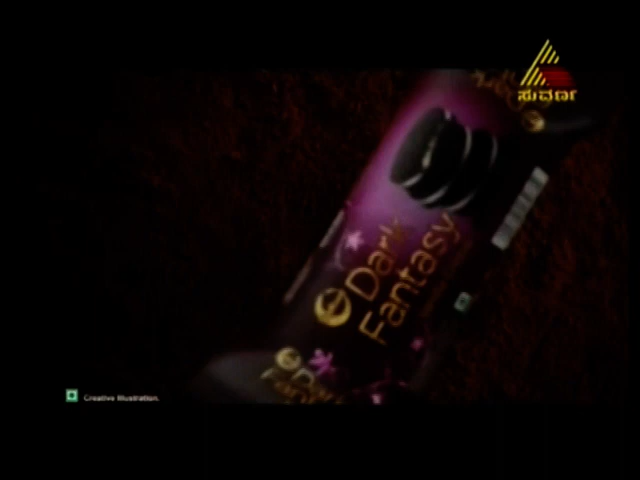 ಸುವರ್ಣ
Dark
Fantasy
Creative Illustration.